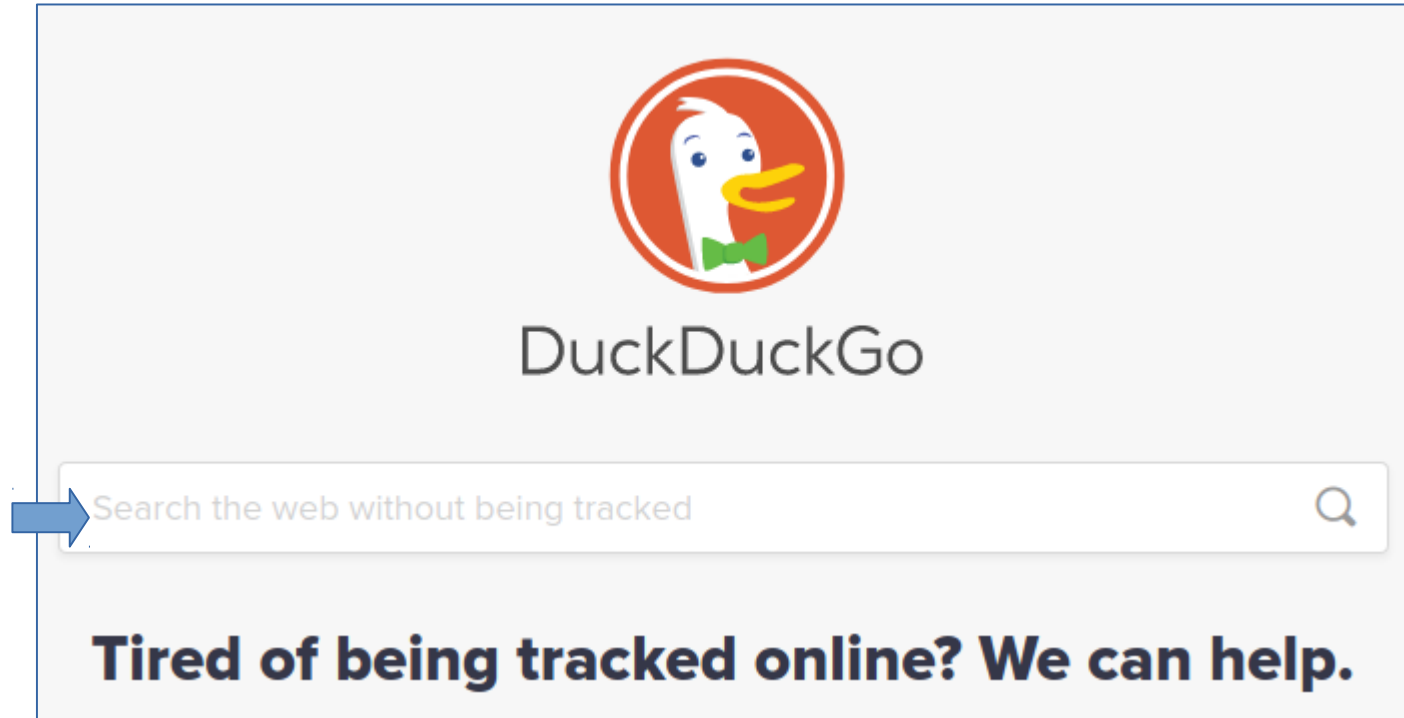 DuckDuckGo
Search the web without being tracked
Tired of being tracked online? We can help.